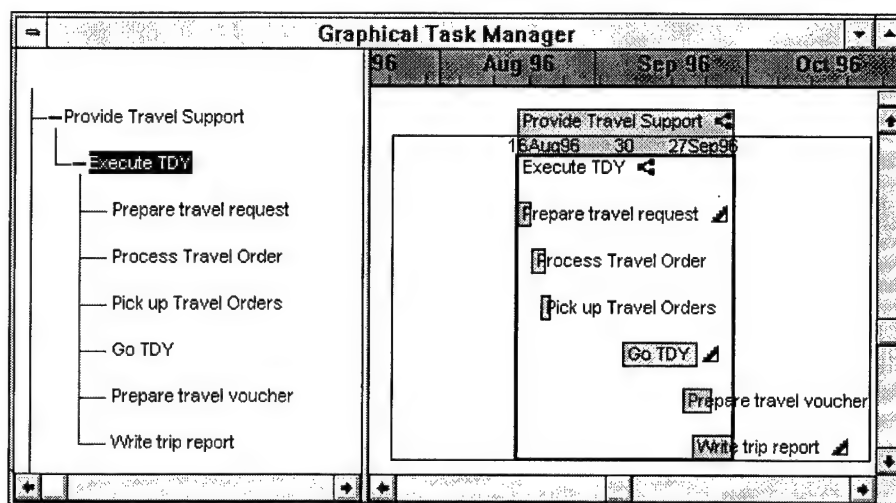 Graphical Task Manager
96 Aug 96 Sep 96 Oct 96
Provide Travel Support
Execute TDY
Prepare travel request
Process Travel Order
Pick up Travel Orders
Go TDY
Prepare travel voucher
Write trip report
Provide Travel Support
16Aug96 30 27Sep96
Execute TDY
Prepare travel request
Process Travel Order
Pick up Travel Orders
Go TDY
Prepare travel voucher
Write trip report